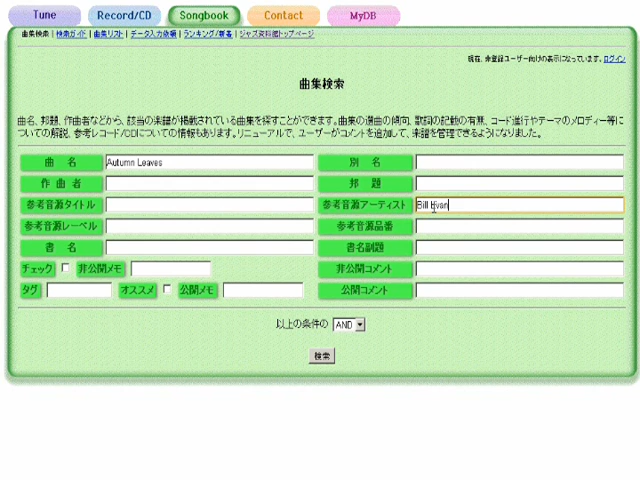 Tune Record/CD Songbook Contact MyDB
曲集検索 | 検索ガイド | 曲集リスト | データ入力依頼 | ランキング/新着 | ジャズ資料館トップページ
現在、未登録ユーザー向けの表示になっています。ログイン
曲集検索
曲名、邦題、作曲者などから、該当の楽譜が掲載されている曲集を探すことができます。曲集の選曲の傾向、歌詞の記載の有無、コード進行やテーマのメロディー等に
ついての解説、参考レコード/CDについての情報もあります。リニューアルで、ユーザーがコメントを追加して、楽譜を管理できるようになりました。
曲 名 Autumn Leaves 別 名
作 曲 者 邦 題
参考音源タイトル 参考音源アーティスト Bill Evan
参考音源レーベル 参考音源品番
書 名 書名副題
チェック 非公開メモ 非公開コメント
タグ オススメ 公開メモ 公開コメント
以上の条件の AND
検索